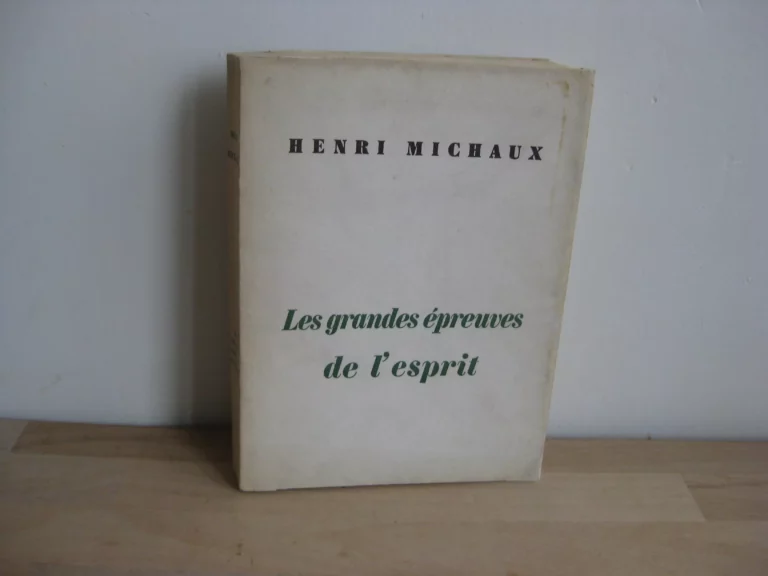 HENRI MICHAUX
Les grandes épreuves
de l'esprit